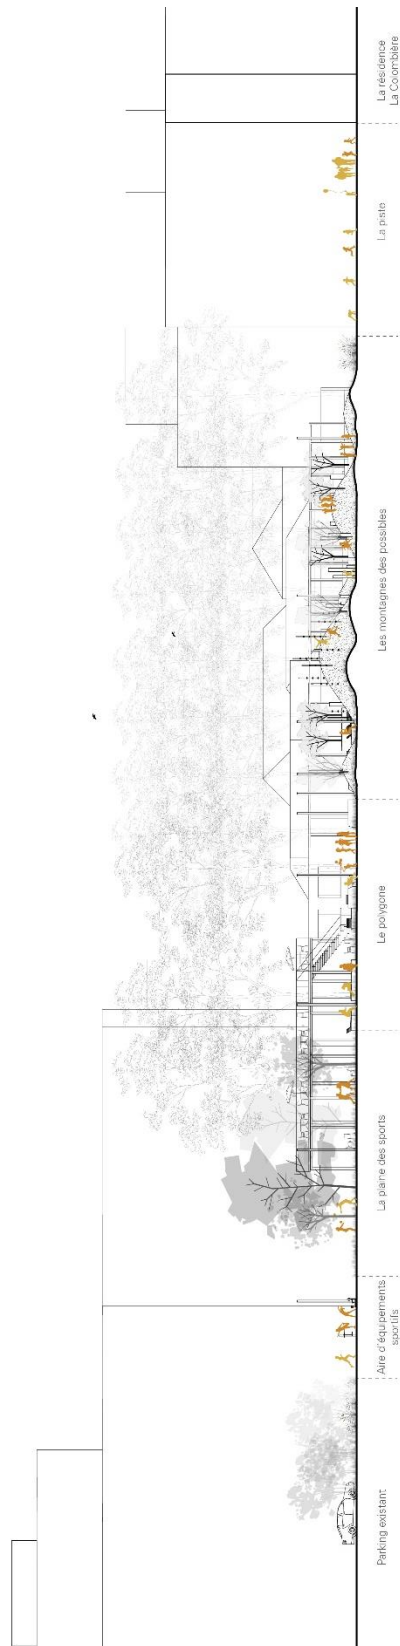 Parking existant
Aire d'équipements
sportifs
La plaine des sports
Le polygone
Les montagnes des possibles
La piste
La résidence
La Colombière